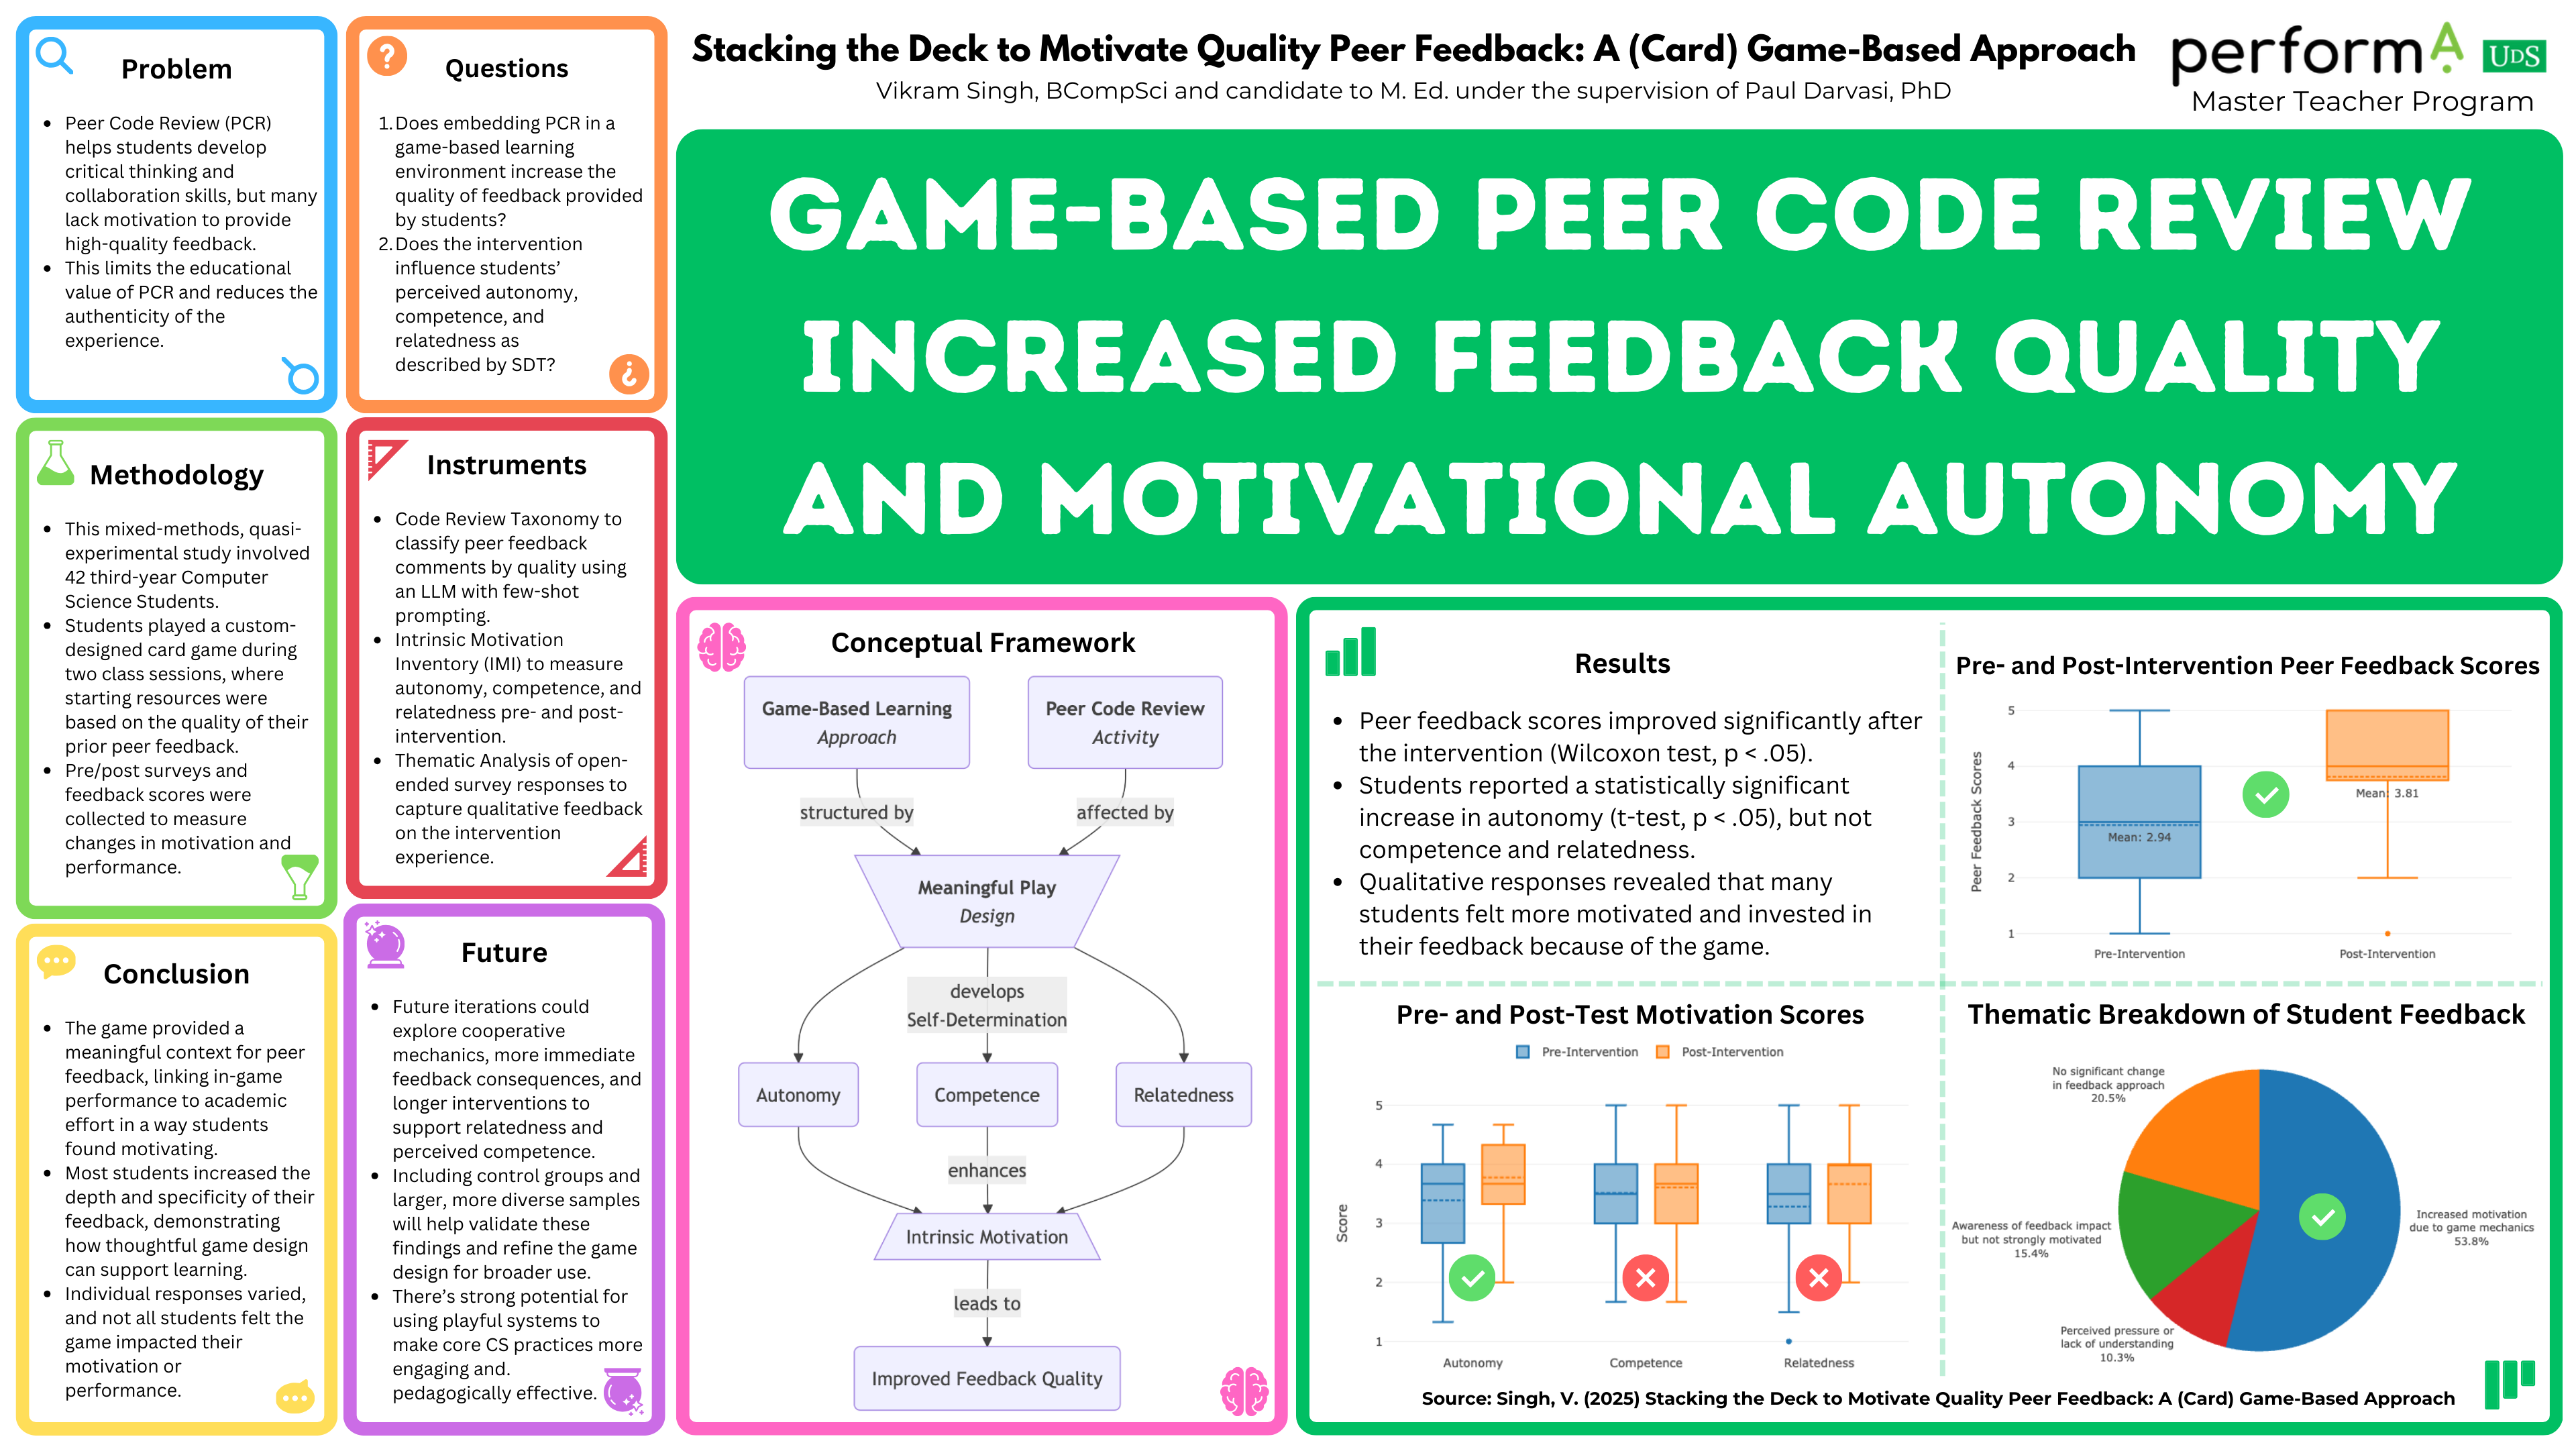 Problem
• Peer Code Review (PCR)
helps students develop
critical thinking and
collaboration skills, but many
lack motivation to provide
high-quality feedback.
• This limits the educational
value of PCR and reduces the
authenticity of the
experience.
Questions
1. Does embedding PCR in a
game-based learning
environment increase the
quality of feedback provided
by students?
2. Does the intervention
influence students’
perceived autonomy,
competence, and
relatedness as
described by SDT?
Methodology
• This mixed-methods, quasi-
experimental study involved
42 third-year Computer
Science Students.
• Students played a custom-
designed card game during
two class sessions, where
starting resources were
based on the quality of their
prior peer feedback.
• Pre/post surveys and
feedback scores were
collected to measure
changes in motivation and
performance.
Instruments
• Code Review Taxonomy to
classify peer feedback
comments by quality using
an LLM with few-shot
prompting.
• Intrinsic Motivation
Inventory (IMI) to measure
autonomy, competence, and
relatedness pre- and post-
intervention.
• Thematic Analysis of open-
ended survey responses to
capture qualitative feedback
on the intervention
experience.
Conclusion
• The game provided a
meaningful context for peer
feedback, linking in-game
performance to academic
effort in a way students
found motivating.
• Most students increased the
depth and specificity of their
feedback, demonstrating
how thoughtful game design
can support learning.
• Individual responses varied,
and not all students felt the
game impacted their
motivation or
performance.
Future
• Future iterations could
explore cooperative
mechanics, more immediate
feedback consequences, and
longer interventions to
support relatedness and
perceived competence.
• Including control groups and
larger, more diverse samples
will help validate these
findings and refine the game
design for broader use.
• There’s strong potential for
using playful systems to
make core CS practices more
engaging and.
pedagogically effective.
Stacking the Deck to Motivate Quality Peer Feedback: A (Card) Game-Based Approach
Vikram Singh, BCompSci and candidate to M. Ed. under the supervision of Paul Darvasi, PhD
performA UDS
Master Teacher Program
GAME-BASED PEER CODE REVIEW
INCREASED FEEDBACK QUALITY
AND MOTIVATIONAL AUTONOMY
Conceptual Framework
Game-Based Learning
Approach
Peer Code Review
Activity
structured by
affected by
Meaningful Play
Design
develops
Self-Determination
Autonomy
Competence
Relatedness
enhances
Intrinsic Motivation
leads to
Improved Feedback Quality
Results
• Peer feedback scores improved significantly after
the intervention (Wilcoxon test, p < .05).
• Students reported a statistically significant
increase in autonomy (t-test, p < .05), but not
competence and relatedness.
• Qualitative responses revealed that many
students felt more motivated and invested in
their feedback because of the game.
Pre- and Post-Intervention Peer Feedback Scores
Peer Feedback Scores
5
4
3
2
1
Mean: 2.94
Mean: 3.81
Pre-Intervention
Post-Intervention
Pre- and Post-Test Motivation Scores
Pre-Intervention
Post-Intervention
Score
5
4
3
2
1
Autonomy
Competence
Relatedness
Thematic Breakdown of Student Feedback
No significant change
in feedback approach
20.5%
Awareness of feedback impact
but not strongly motivated
15.4%
Perceived pressure or
lack of understanding
10.3%
Increased motivation
due to game mechanics
53.8%
Source: Singh, V. (2025) Stacking the Deck to Motivate Quality Peer Feedback: A (Card) Game-Based Approach